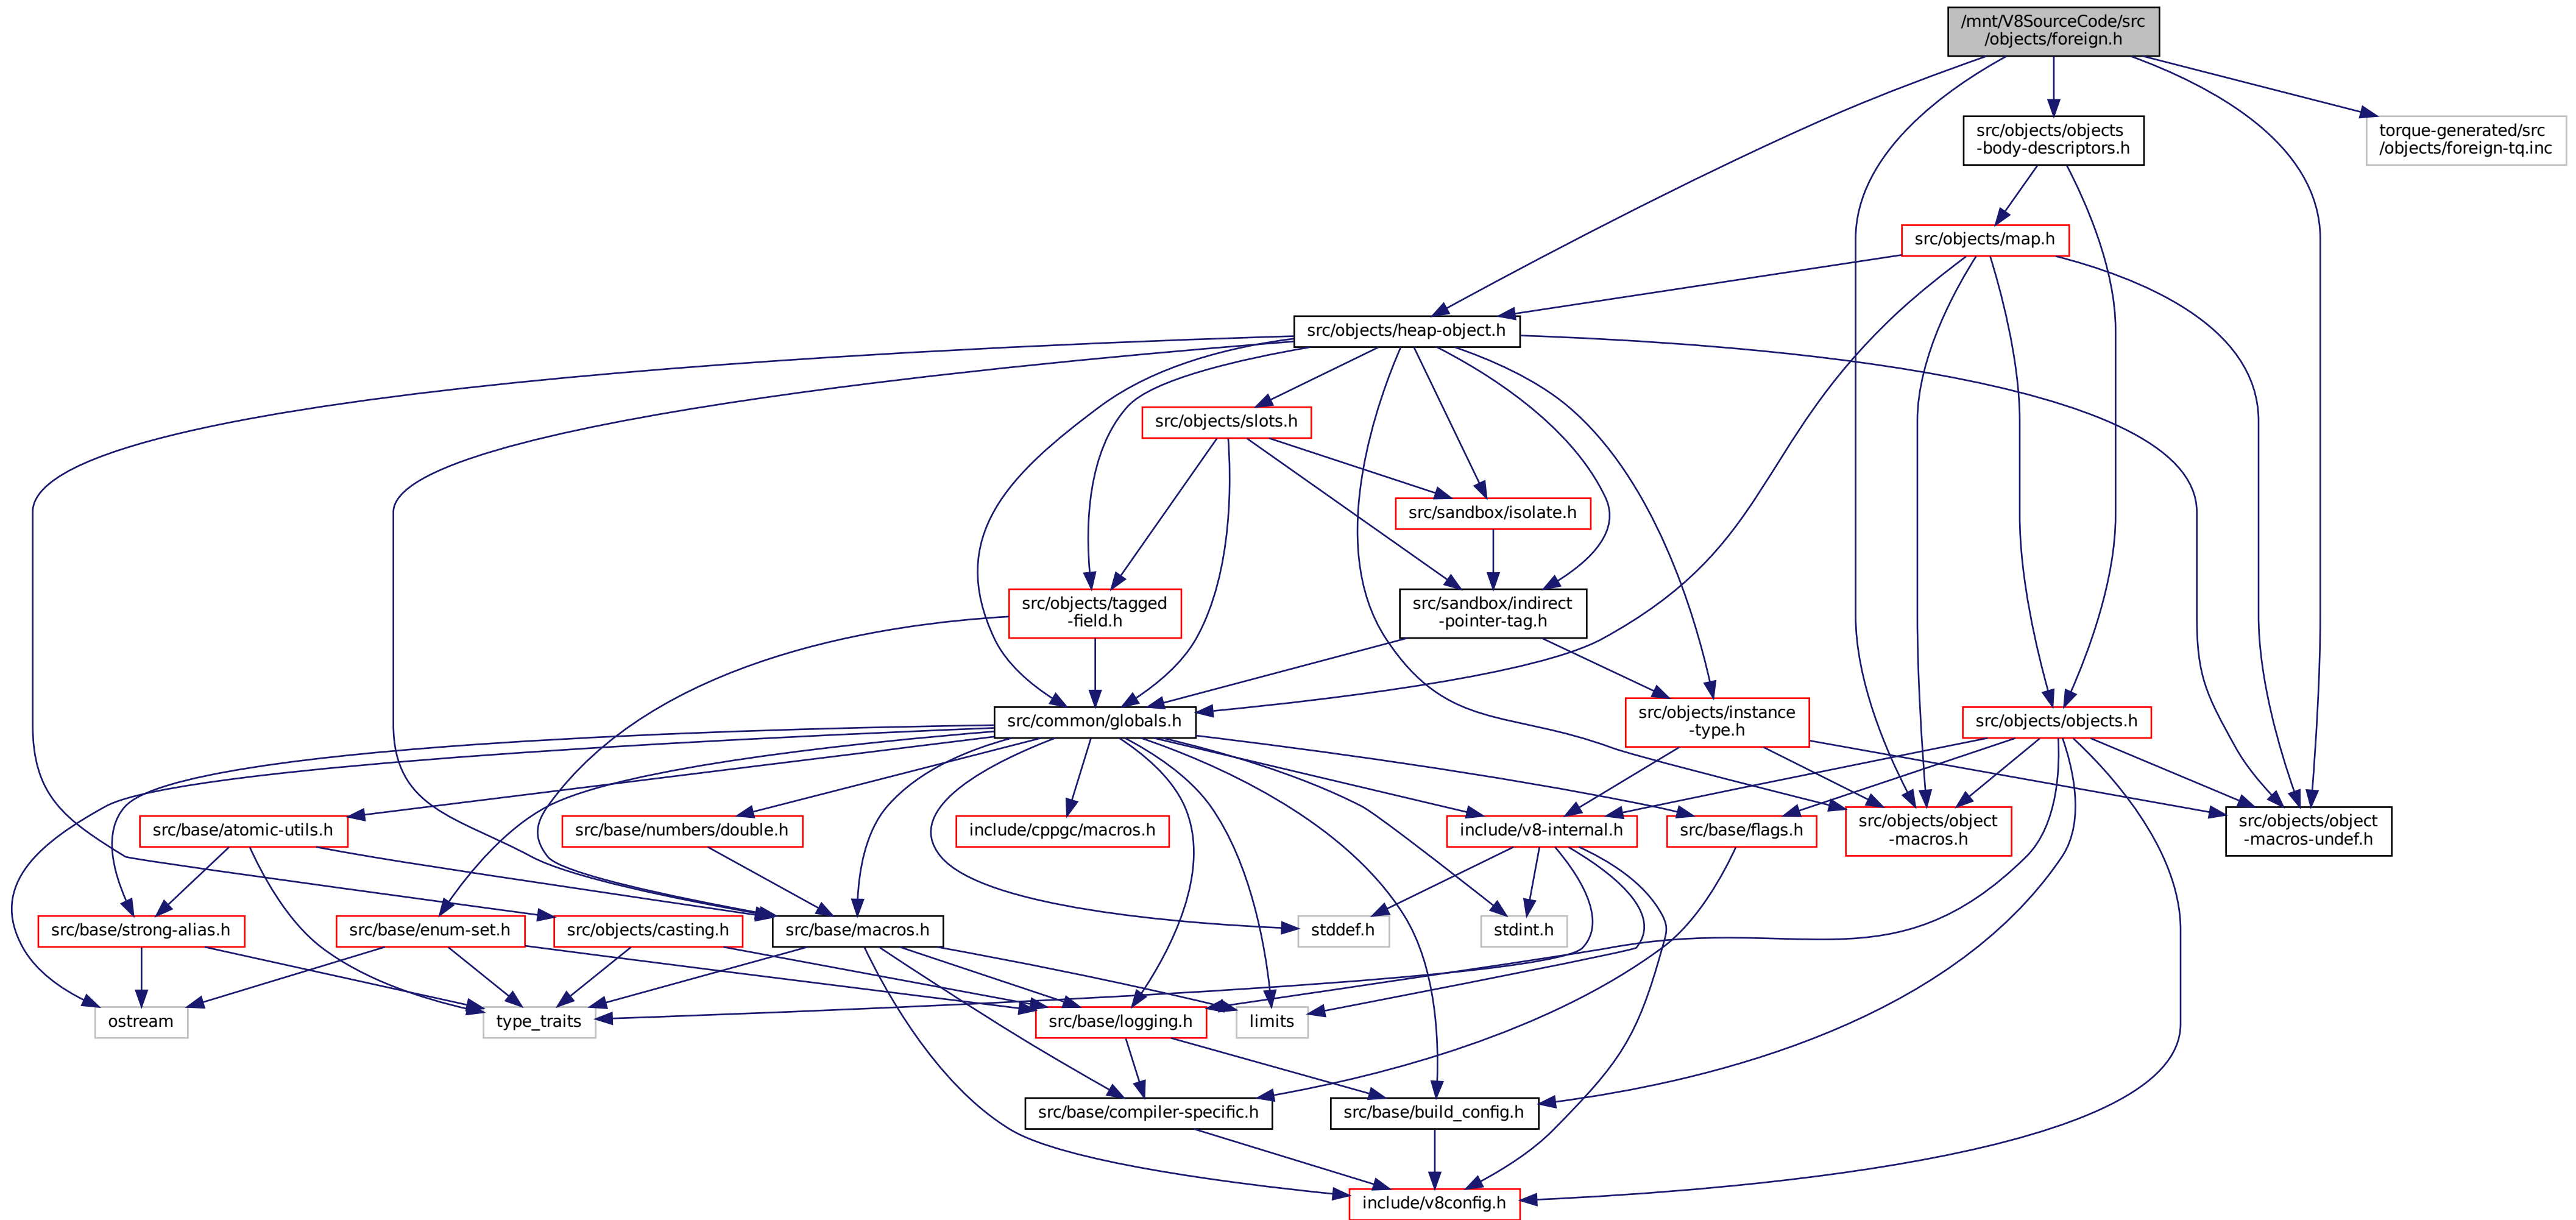 /mnt/V8SourceCode/src
/objects/foreign.h
src/objects/objects
-body-descriptors.h
torque-generated/src
/objects/foreign-tq.inc
src/objects/map.h
src/objects/heap-object.h
src/objects/slots.h
src/sandbox/isolate.h
src/objects/tagged
-field.h
src/sandbox/indirect
-pointer-tag.h
src/common/globals.h
src/objects/instance
-type.h
src/objects/objects.h
src/base/atomic-utils.h
src/base/numbers/double.h
include/cppgc/macros.h
include/v8-internal.h
src/base/flags.h
src/objects/object
-macros.h
src/objects/object
-macros-undef.h
src/base/strong-alias.h
src/base/enum-set.h
src/objects/casting.h
src/base/macros.h
stddef.h
stdint.h
ostream
type_traits
src/base/logging.h
limits
src/base/compiler-specific.h
src/base/build_config.h
include/v8config.h